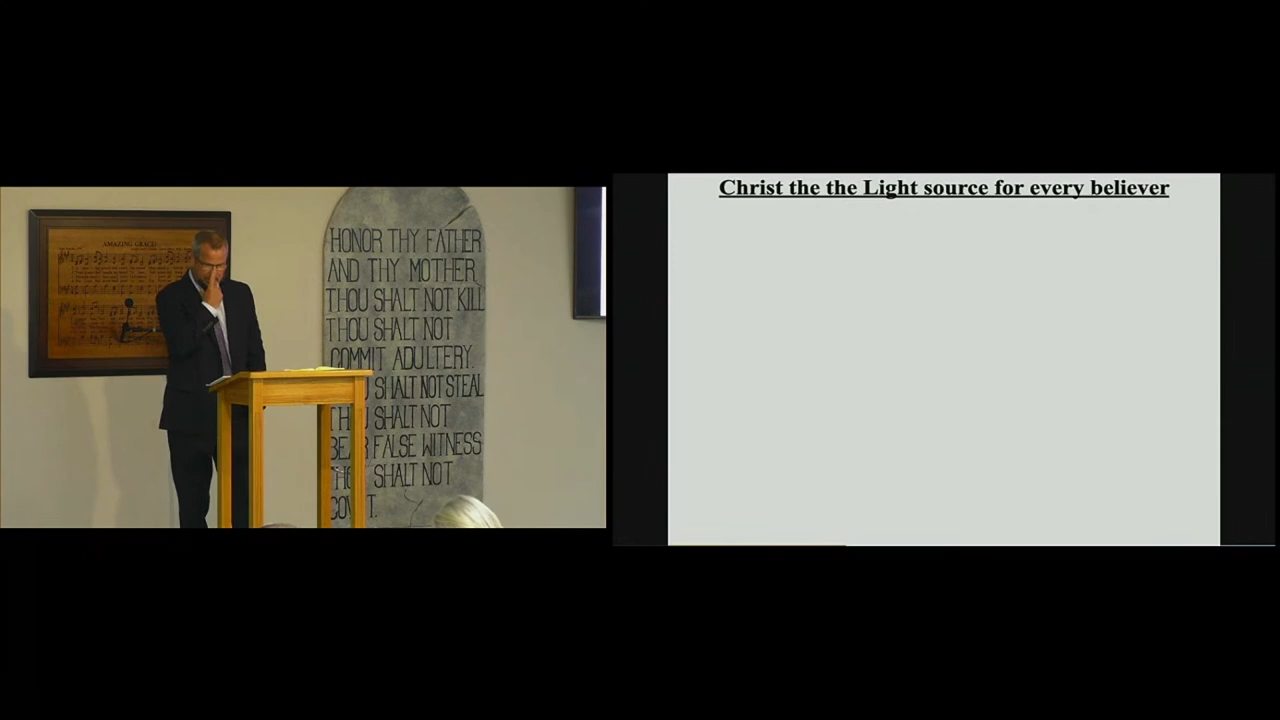 AMAZING GRACE
HONOR THY FATHER
AND THY MOTHER
THOU SHALT NOT KILL
THOU SHALT NOT
COMMIT ADULTERY.
SHALT NOT STEAL
SHALT NOT
FALSE WITNESS
SHALT NOT
Christ the the Light source for every believer